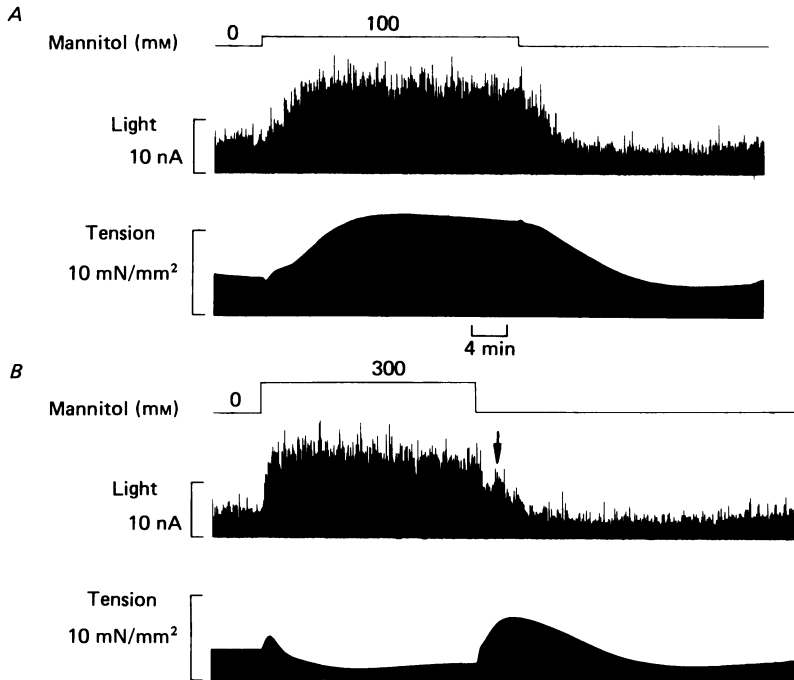 A
0
100
Mannitol (mM)
Light
10 nA
Tension
10 mN/mm²
4 min
B
300
0
Mannitol (mM)
Light
10 nA
Tension
10 mN/mm²